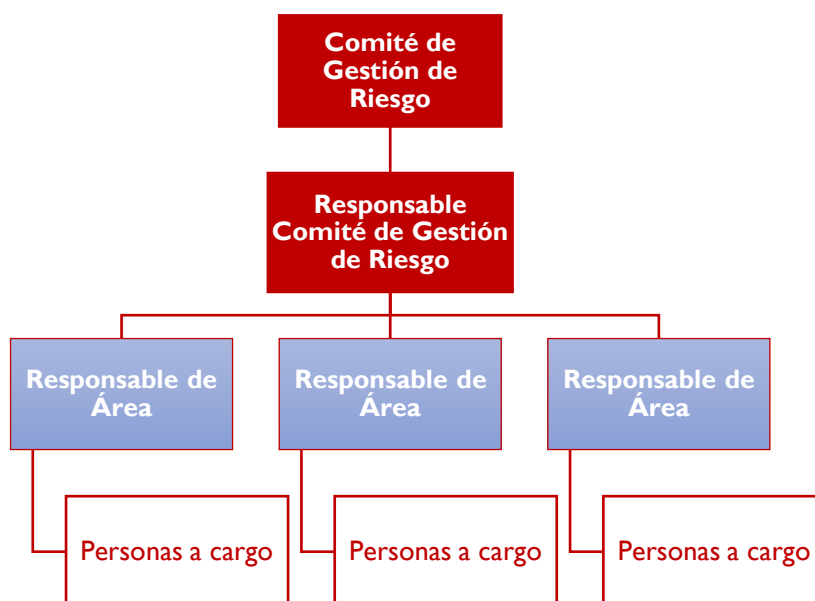 Comité de
Gestión de
Riesgo
Responsable
Comité de Gestión
de Riesgo
Responsable de
Área
Responsable de
Área
Responsable de
Área
Personas a cargo
Personas a cargo
Personas a cargo